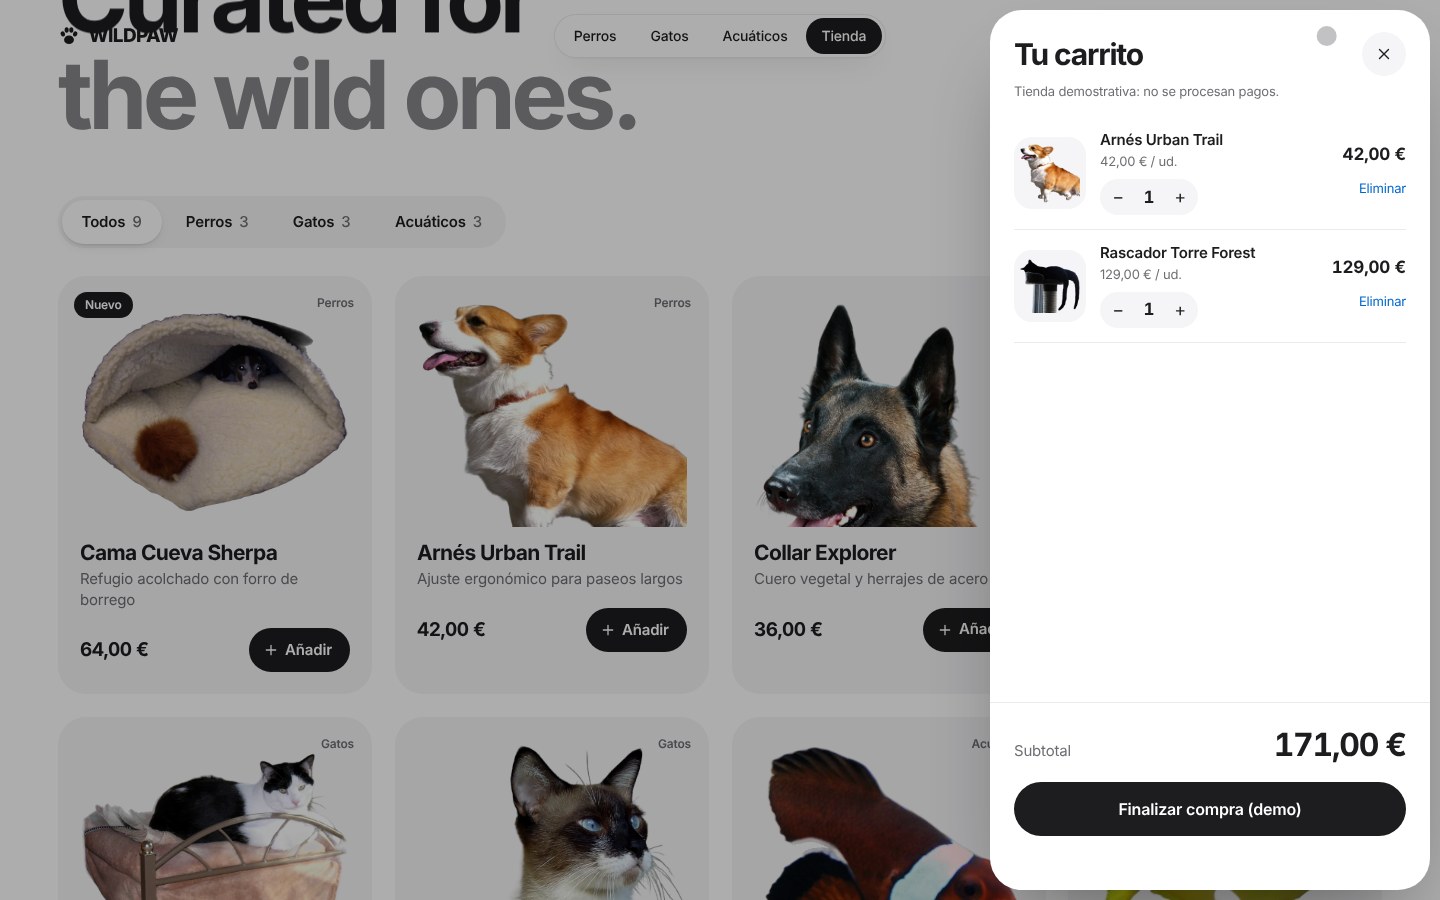 Curated for
the wild ones.
WILDPAW
Perros
Gatos
Acuáticos
Tienda
Todos 9
Perros 3
Gatos 3
Acuáticos 3
Nuevo
Perros
Cama Cueva Sherpa
Refugio acolchado con forro de
borrego
64,00 €
+ Añadir
Perros
Arnés Urban Trail
Ajuste ergonómico para paseos largos
42,00 €
+ Añadir
Collar Explorer
Cuero vegetal y herrajes de acero
36,00 €
Gatos
Gatos
Tu carrito
Tienda demostrativa: no se procesan pagos.
Arnés Urban Trail
42,00 € / ud.
− 1 +
42,00 €
Eliminar
Rascador Torre Forest
129,00 € / ud.
− 1 +
129,00 €
Eliminar
Subtotal
171,00 €
Finalizar compra (demo)